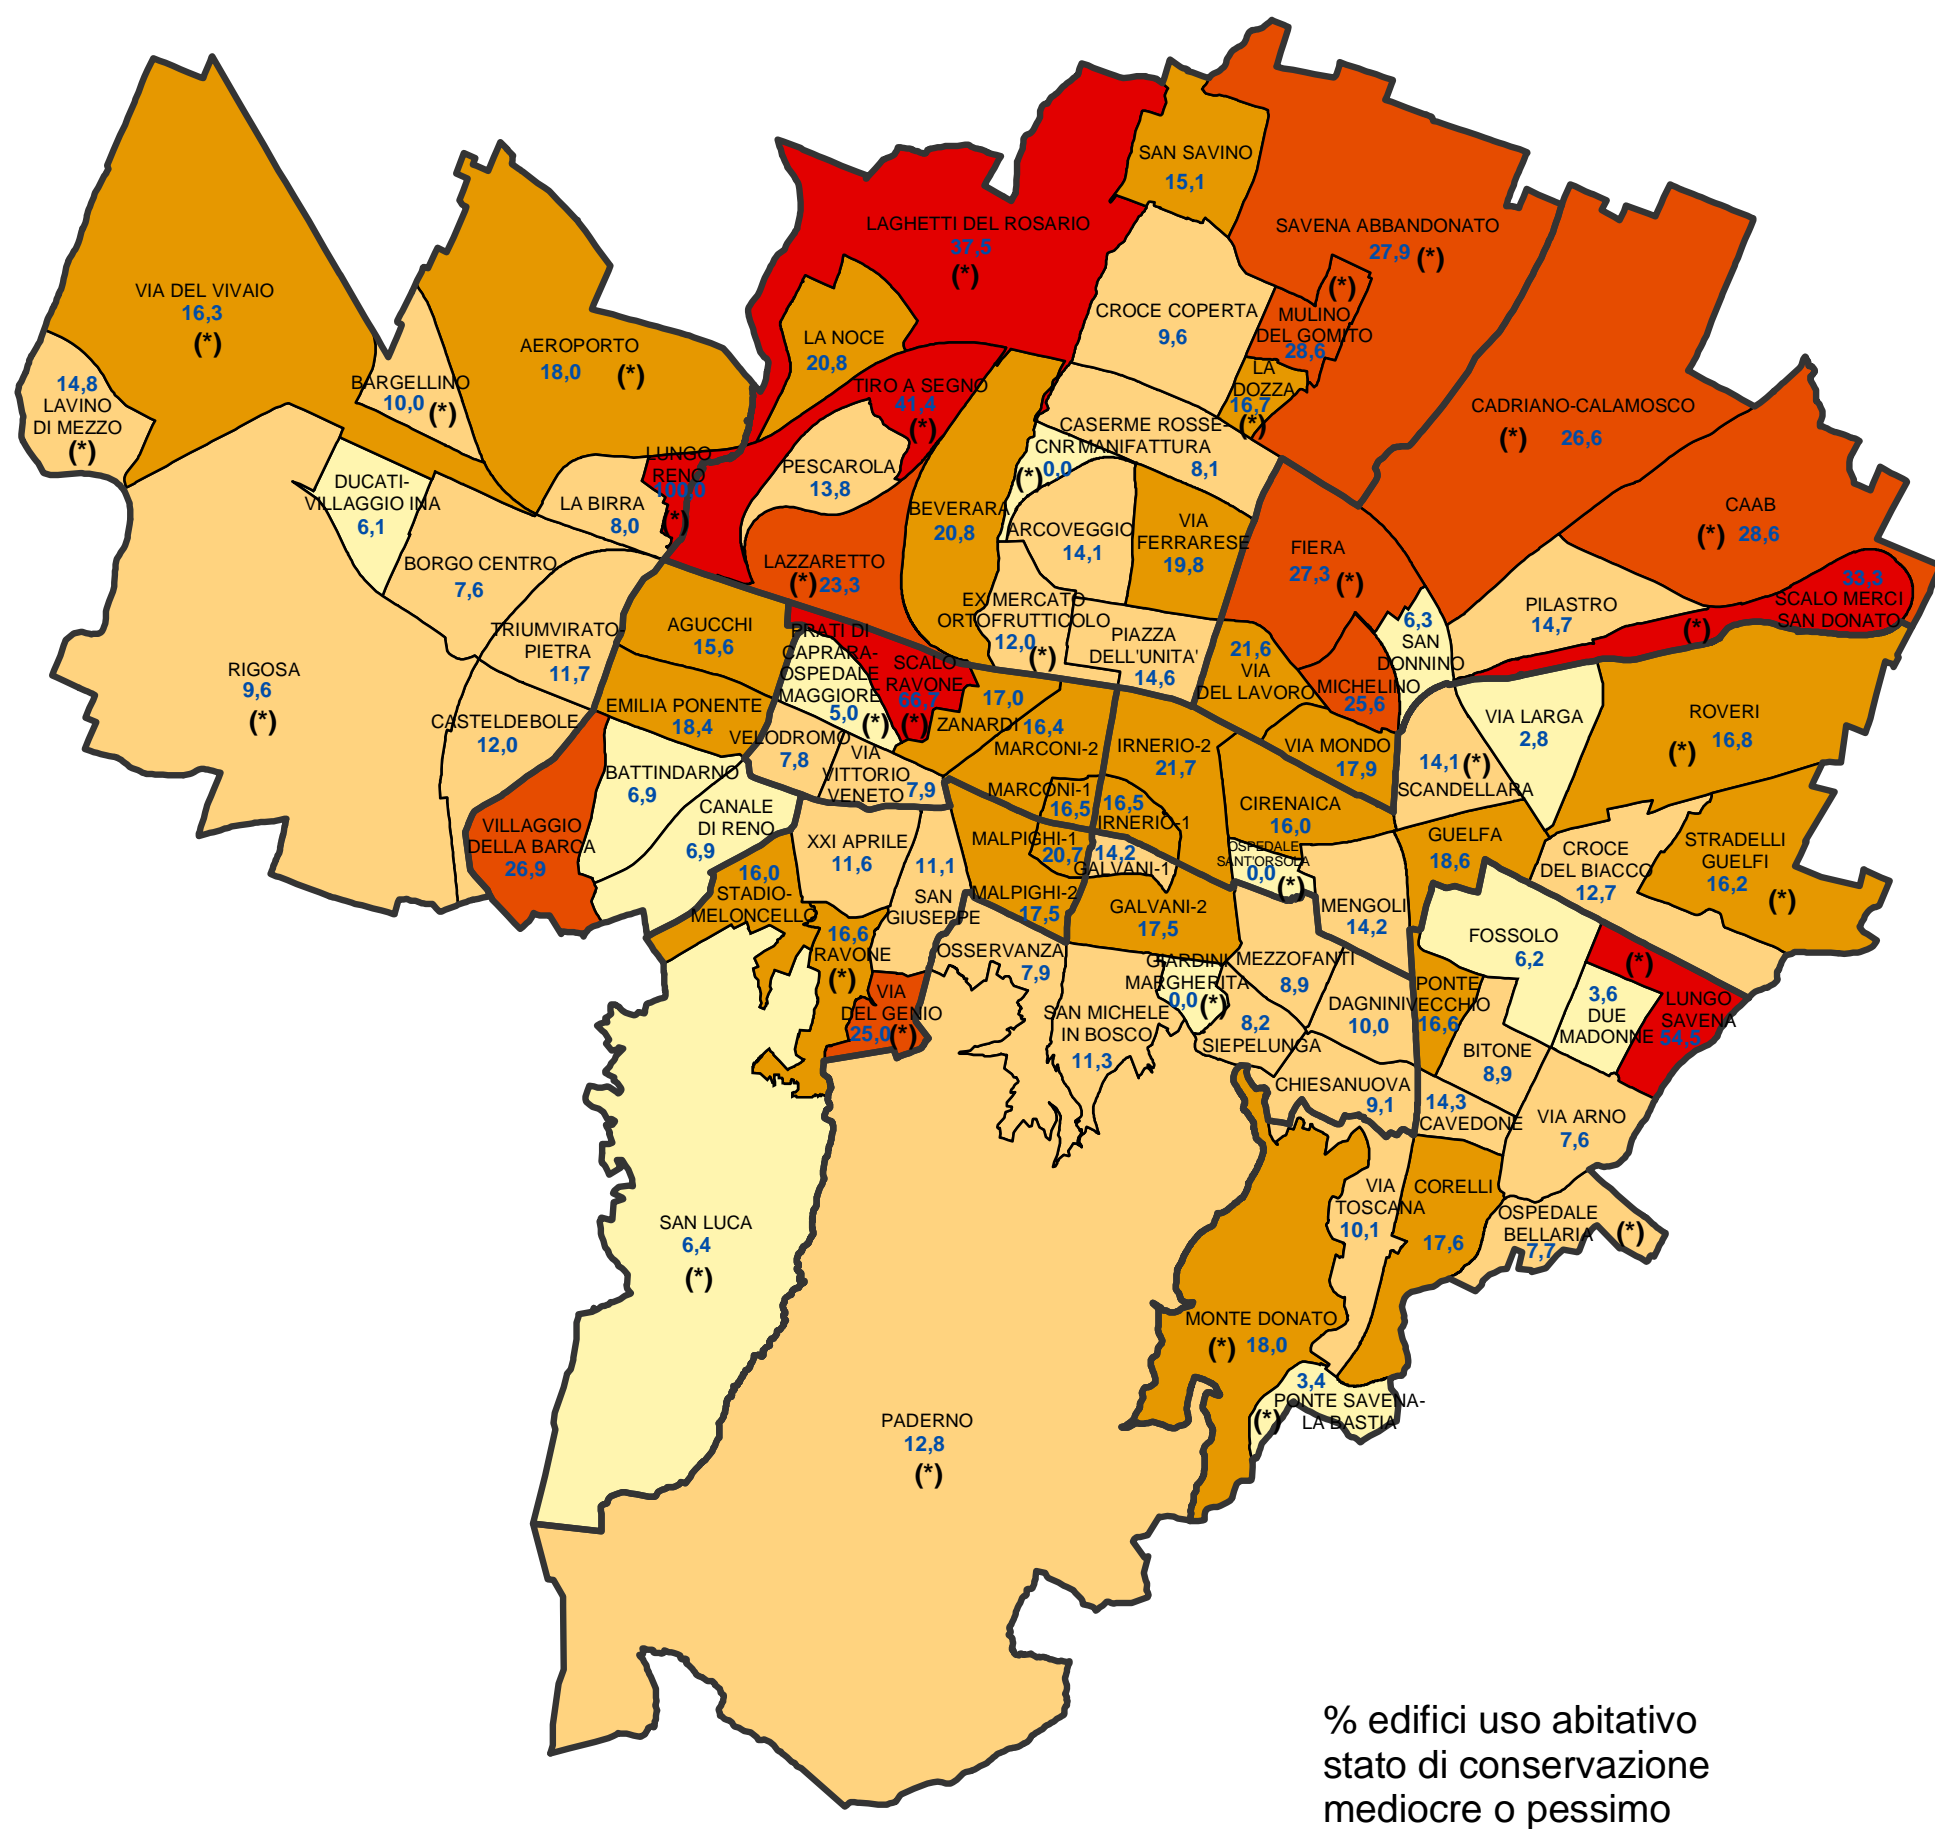 SAN SAVINO
15,1
LAGHETTI DEL ROSARIO
37,5
(*)
SAVENA ABBANDONATO
27,9 (*)
VIA DEL VIVAIO
16,3
(*)
AEROPORTO
18,0 (*)
LA NOCE
20,8
CROCE COPERTA
9,6
(*)
MULINO
DEL GOMITO
28,6
LA
DOZZA
16,7
(*)
14,8
LAVINO
DI MEZZO
(*)
BARGELLINO
10,0 (*)
TIRO A SEGNO
41,4
(*)
CADRIANO-CALAMOSCO
(*) 26,6
CASERME ROSSE-
MANIFATTURA
8,1
CNR
0,0
(*)
LUNGO
RENO
100,0
(*)
PESCAROLA
13,8
DUCATI-
VILLAGGIO INA
6,1
LA BIRRA
8,0
BEVERARA
20,8
ARCOVEGGIO
14,1
VIA
FERRARESE
19,8
CAAB
(*) 28,6
FIERA
27,3 (*)
BORGO CENTRO
7,6
LAZZARETTO
(*) 23,3
33,3
SCALO MERCI
SAN DONATO
(*)
EX MERCATO
ORTOFRUTTICOLO
12,0 (*)
PILASTRO
14,7
6,3
SAN
DONNINO
TRIUMVIRATO-
PIETRA
11,7
AGUCCHI
15,6
PRATI DI
CAPRARA-
OSPEDALE
MAGGIORE
5,0 (*)
SCALO
RAVONE
66,7
(*)
PIAZZA
DELL'UNITA'
14,6
21,6
VIA
DEL LAVORO
MICHELINO
25,6
RIGOSA
9,6
(*)
EMILIA PONENTE
18,4
17,0
ZANARDI
16,4
MARCONI-2
VIA LARGA
2,8
ROVERI
(*) 16,8
CASTELDEBOLE
12,0
VELODROMO
7,8
VIA
VITTORIO
VENETO 7,9
IRNERIO-2
21,7
VIA MONDO
17,9
14,1 (*)
SCANDELLARA
BATTINDARNO
6,9
CANALE
DI RENO
6,9
MARCONI-1
16,5
16,5
IRNERIO-1
CIRENAICA
16,0
VILLAGGIO
DELLA BARCA
26,9
XXI APRILE
11,6
MALPIGHI-1
20,7
14,2
GALVANI-1
OSPEDALE
SANT'ORSOLA
0,0 (*)
GUELFA
18,6
CROCE
DEL BIACCO
12,7
STRADELLI
GUELFI
16,2
(*)
16,0
STADIO-
MELONCELLO
11,1
SAN
GIUSEPPE
MALPIGHI-2
17,5
GALVANI-2
17,5
MENGOLI
14,2
16,6
RAVONE
(*)
OSSERVANZA
7,9
FOSSOLO
6,2
(*)
LUNGO
SAVENA
54,5
GIARDINI
MARGHERITA
0,0 (*)
MEZZOFANTI
8,9
VIA
DEL GENIO
25,0 (*)
SAN MICHELE
IN BOSCO
11,3
8,2
SIEPELUNGA
DAGNINI
10,0
PONTE
VECCHIO
16,6
3,6
DUE
MADONNE
BITONE
8,9
CHIESANUOVA
9,1
14,3
CAVEDONE
VIA ARNO
7,6
VIA
TOSCANA
10,1
CORELLI
17,6
OSPEDALE
BELLARIA
7,7
(*)
SAN LUCA
6,4
(*)
MONTE DONATO
(*) 18,0
3,4
PONTE SAVENA-
LA BASTIA
(*)
PADERNO
12,8
(*)
% edifici uso abitativo
stato di conservazione
mediocre o pessimo